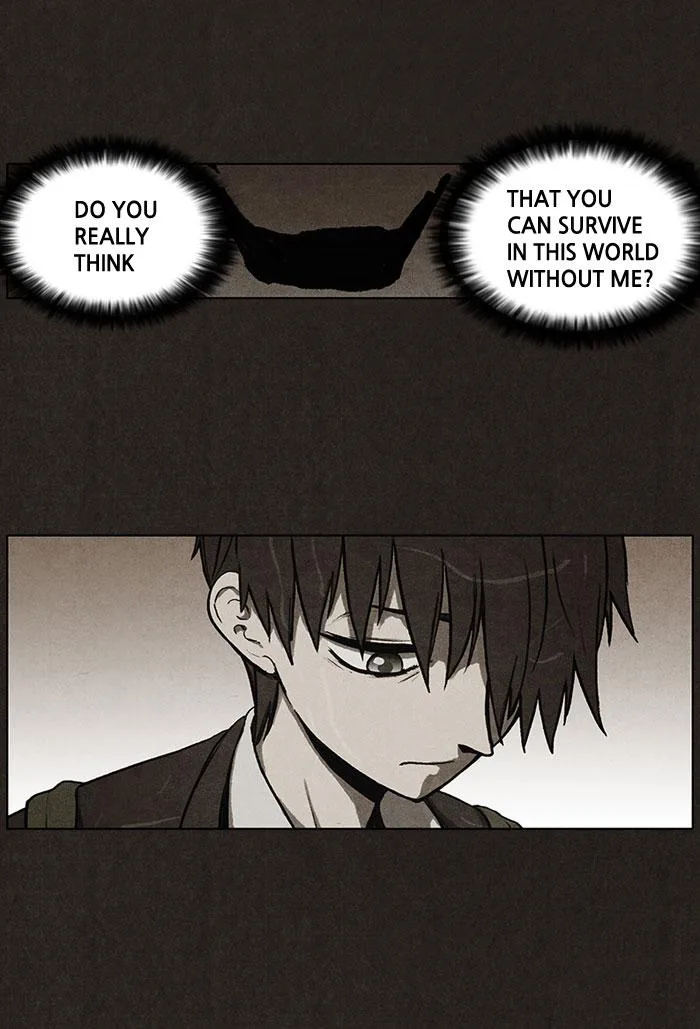 DO YOU
REALLY
THINK
THAT YOU
CAN SURVIVE
IN THIS WORLD
WITHOUT ME?